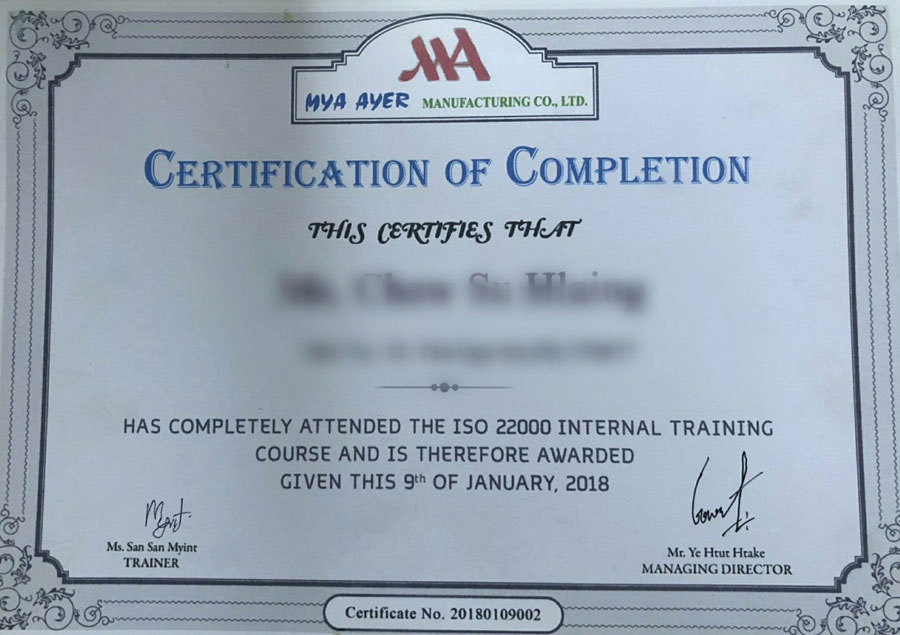 MA
MYA AYER MANUFACTURING CO., LTD.
CERTIFICATION OF COMPLETION
THIS CERTIFIES THAT
HAS COMPLETELY ATTENDED THE ISO 22000 INTERNAL TRAINING
COURSE AND IS THEREFORE AWARDED
GIVEN THIS 9th OF JANUARY, 2018
Myint
Ms. San San Myint
TRAINER
Mr. Ye Htut Htake
MANAGING DIRECTOR
Certificate No. 20180109002